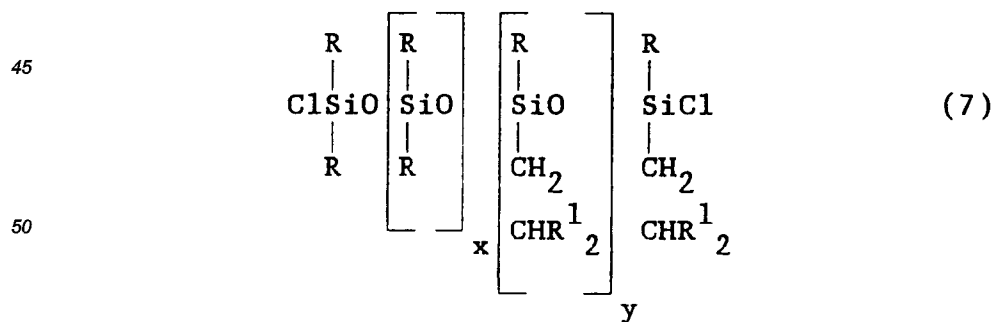 R R R R
45
ClSiO SiO SiO SiCl (7)
R R CH2 CH2
50
x CHR12 CHR12
y